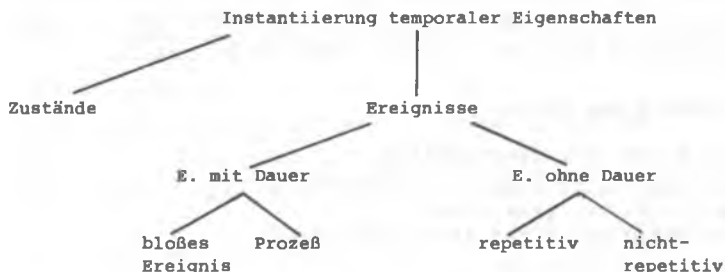 Instantiierung temporaler Eigenschaften
Zustände
Ereignisse
E. mit Dauer
E. ohne Dauer
bloßes Ereignis
Prozeß
repetitiv
nicht-
repetitiv